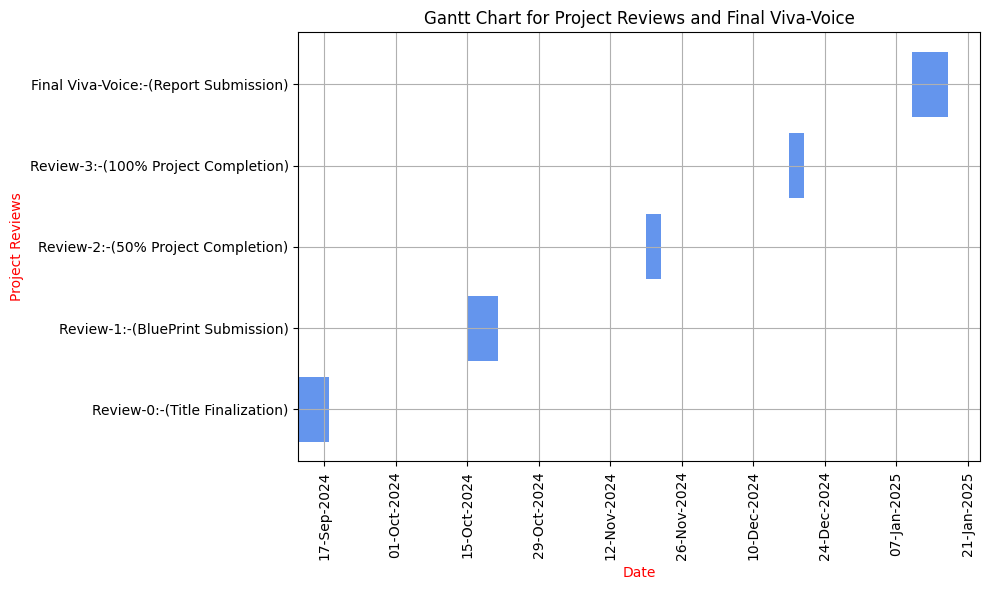 Gantt Chart for Project Reviews and Final Viva-Voice
Project Reviews
Final Viva-Voice:-(Report Submission)
Review-3:-(100% Project Completion)
Review-2:-(50% Project Completion)
Review-1:-(BluePrint Submission)
Review-0:-(Title Finalization)
17-Sep-2024
01-Oct-2024
15-Oct-2024
29-Oct-2024
12-Nov-2024
26-Nov-2024
10-Dec-2024
24-Dec-2024
07-Jan-2025
21-Jan-2025
Date